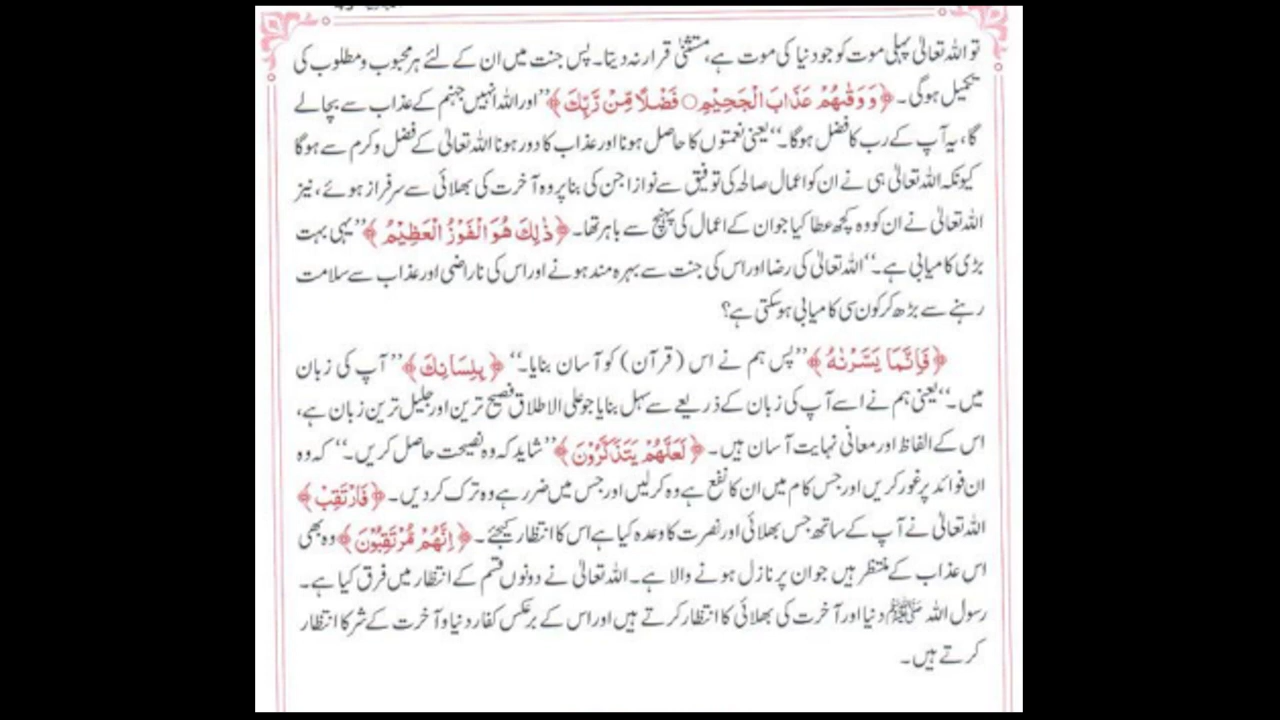 تو اللہ تعالیٰ پہلی موت کو جو دنیا کی موت ہے، مستثنیٰ قرار نہ دیتا۔ پس جنت میں ان کے لئے ہر محبوب و مطلوب کی
تکمیل ہوگی۔ ﴿وَوَقٰىهُمْ عَذَابَ الْجَحِيْمِ○ فَضْلًا مِّنْ رَّبِّكَ﴾ ”اور اللہ انہیں جہنم کے عذاب سے بچا لے
گا، یہ آپ کے رب کا فضل ہوگا۔“ یعنی نعمتوں کا حاصل ہونا اور عذاب کا دور ہونا اللہ تعالیٰ کے فضل و کرم سے ہوگا
کیونکہ اللہ تعالیٰ ہی نے ان کو اعمال صالحہ کی توفیق سے نوازا جن کی بنا پر وہ آخرت کی بھلائی سے سرفراز ہوئے، نیز
اللہ تعالیٰ نے ان کو وہ کچھ عطا کیا جو ان کے اعمال کی پہنچ سے باہر تھا۔ ﴿ذٰلِكَ هُوَ الْفَوْزُ الْعَظِيْمُ﴾ ”یہی بہت
بڑی کامیابی ہے۔“ اللہ تعالیٰ کی رضا اور اس کی جنت سے بہرہ مند ہونے اور اس کی ناراضی اور عذاب سے سلامت
رہنے سے بڑھ کر کون سی کامیابی ہوسکتی ہے؟
﴿فَاِنَّمَا يَسَّرْنٰهُ﴾ ”پس ہم نے اس (قرآن) کو آسان بنایا۔“ ﴿بِلِسَانِكَ﴾ ”آپ کی زبان
میں۔“ یعنی ہم نے اسے آپ کی زبان کے ذریعے سے سہل بنایا جو علی الاطلاق فصیح ترین اور جلیل ترین زبان ہے،
اس کے الفاظ اور معانی نہایت آسان ہیں۔ ﴿لَعَلَّهُمْ يَتَذَكَّرُوْنَ﴾ ”شاید کہ وہ نصیحت حاصل کریں۔“ کہ وہ
ان فوائد پر غور کریں اور جس کام میں ان کا نفع ہے وہ کرلیں اور جس میں ضرر ہے وہ ترک کردیں۔ ﴿فَارْتَقِبْ﴾
اللہ تعالیٰ نے آپ کے ساتھ جس بھلائی اور نصرت کا وعدہ کیا ہے اس کا انتظار کیجئے۔ ﴿اِنَّهُمْ مُّرْتَقِبُوْنَ﴾ وہ بھی
اس عذاب کے منتظر ہیں جو ان پر نازل ہونے والا ہے۔ اللہ تعالیٰ نے دونوں قسم کے انتظار میں فرق کیا ہے۔
رسول اللہ ﷺ دنیا اور آخرت کی بھلائی کا انتظار کرتے ہیں اور اس کے برعکس کفار دنیا و آخرت کے شر کا انتظار
کرتے ہیں۔